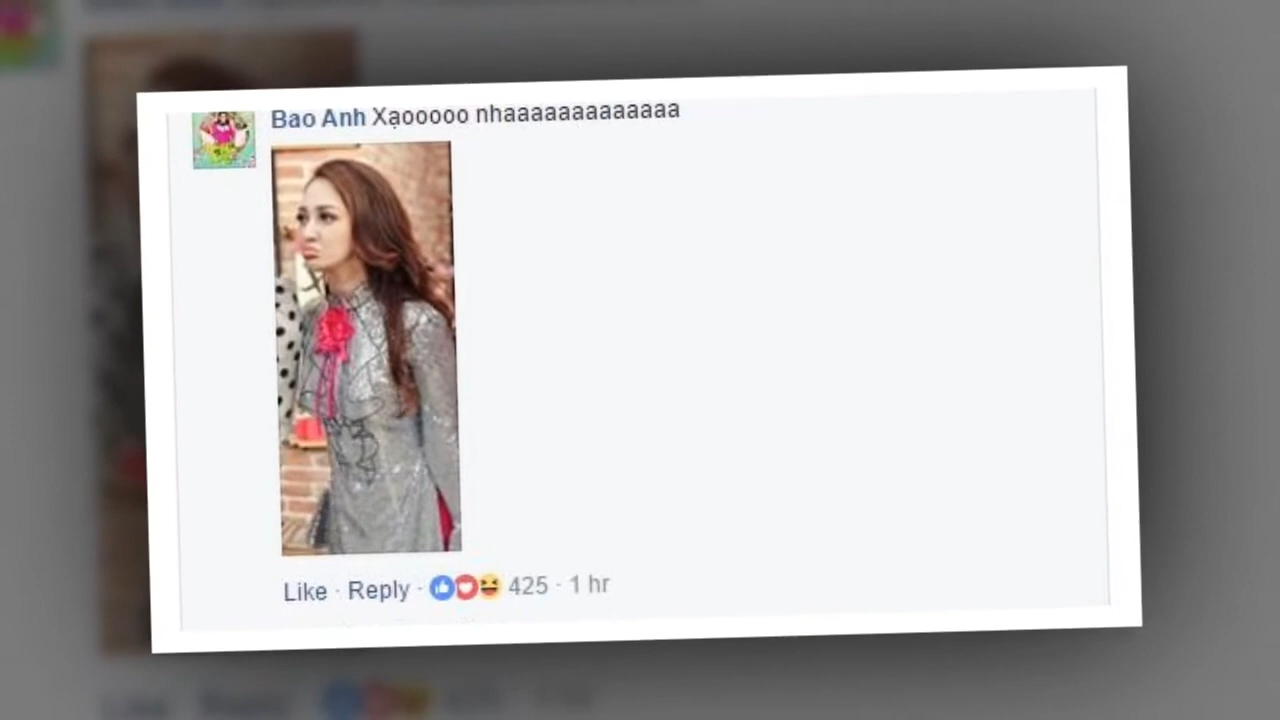 Bao Anh Xạooooo nhaaaaaaaaaaaaa
Like · Reply · 425 · 1 hr